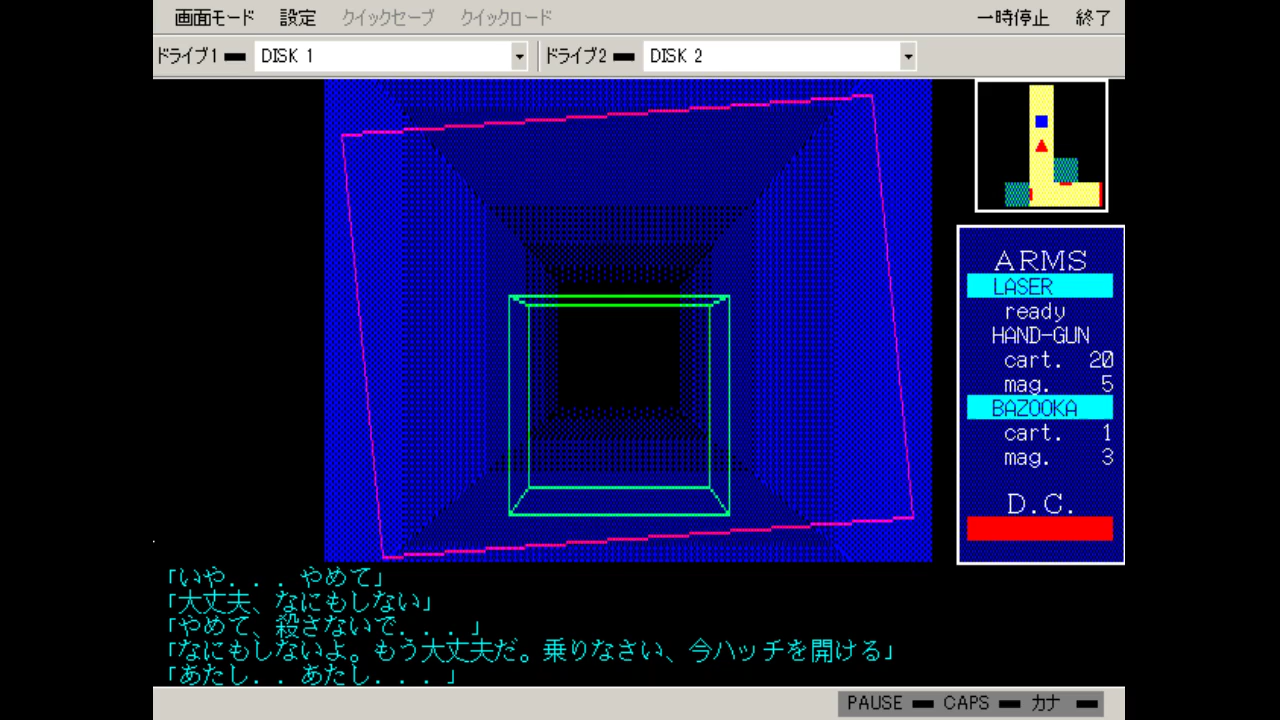 画面モード 設定 クイックセーブ クイックロード 一時停止 終了
ドライブ1 DISK 1 ドライブ2 DISK 2
ARMS
LASER
ready
HAND-GUN
cart. 20
mag. 5
BAZOOKA
cart. 1
mag. 3
D.C.
「いや. . . やめて」
「大丈夫、なにもしない」
「やめて、殺さないで. . . 」
「なにもしないよ。もう大丈夫だ。乗りなさい、今ハッチを開ける」
「あたし. . あたし. . . 」
PAUSE CAPS カナ